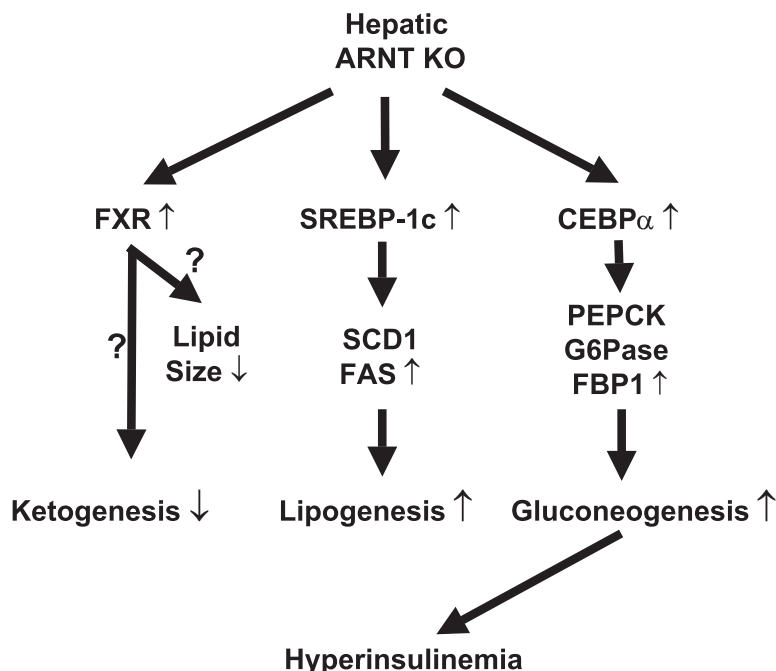 Hepatic
ARNT KO
FXR ↑
SREBP-1c ↑
CEBPα ↑
?
?
Lipid
Size ↓
SCD1
FAS ↑
PEPCK
G6Pase
FBP1 ↑
Ketogenesis ↓
Lipogenesis ↑
Gluconeogenesis ↑
Hyperinsulinemia